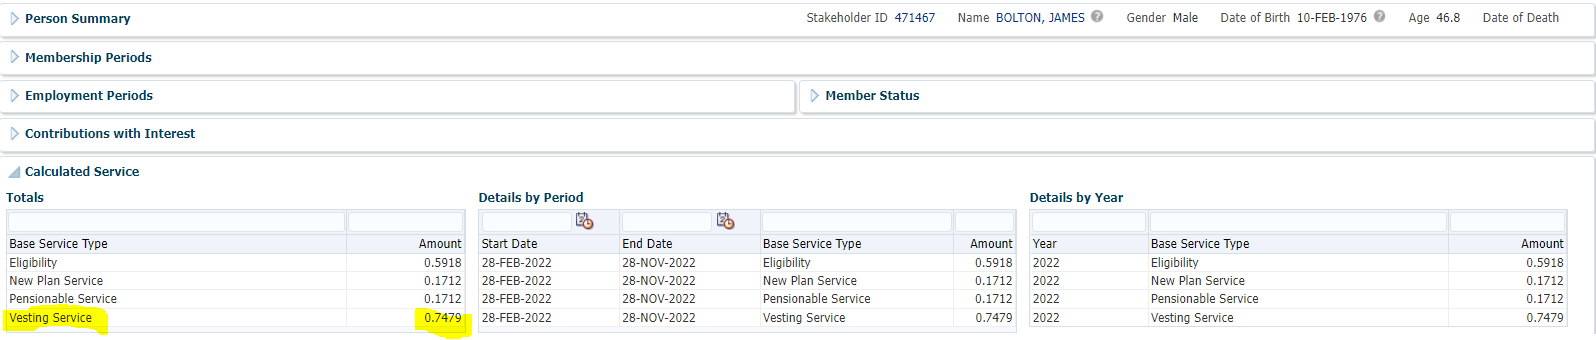 Person Summary Stakeholder ID 471467 Name BOLTON, JAMES Gender Male Date of Birth 10-FEB-1976 Age 46.8 Date of Death
Membership Periods
Employment Periods Member Status
Contributions with Interest
Calculated Service
Totals Details by Period Details by Year
Base Service Type Amount Start Date End Date Base Service Type Amount Year Base Service Type Amount
Eligibility 0.5918 28-FEB-2022 28-NOV-2022 Eligibility 0.5918 2022 Eligibility 0.5918
New Plan Service 0.1712 28-FEB-2022 28-NOV-2022 New Plan Service 0.1712 2022 New Plan Service 0.1712
Pensionable Service 0.1712 28-FEB-2022 28-NOV-2022 Pensionable Service 0.1712 2022 Pensionable Service 0.1712
Vesting Service 0.7479 28-FEB-2022 28-NOV-2022 Vesting Service 0.7479 2022 Vesting Service 0.7479